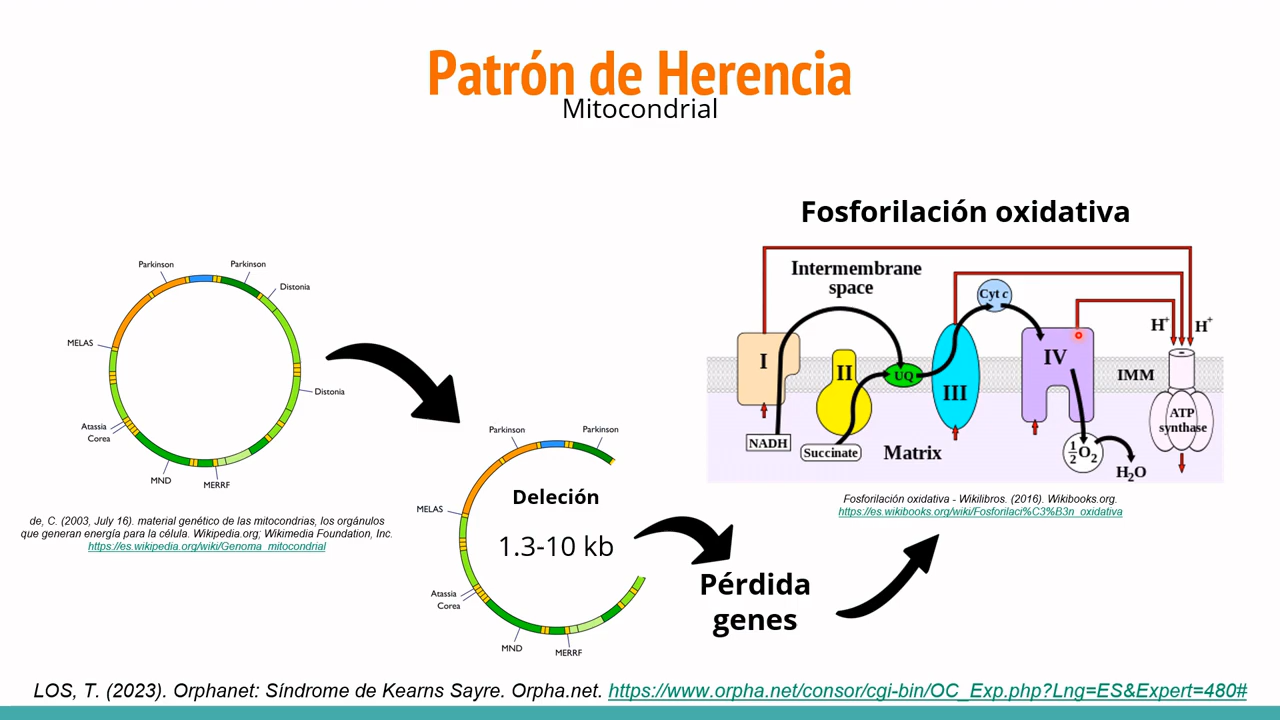 Patrón de Herencia
Mitocondrial
Parkinson
Parkinson
Distonia
MELAS
Distonia
Atassia
Corea
MND
MERRF
de, C. (2003, July 16). material genético de las mitocondrias, los orgánulos
que generan energía para la célula. Wikipedia.org; Wikimedia Foundation, Inc.
https://es.wikipedia.org/wiki/Genoma_mitocondrial
Parkinson
Parkinson
MELAS
Deleción
1.3-10 kb
Atassia
Corea
MND
MERRF
Pérdida
genes
Fosforilación oxidativa
Intermembrane
space
Cyt c
H+
H+
I
II
UQ
III
IV
IMM
ATP
synthase
NADH
Succinate
Matrix
1/2 O2
H2O
Fosforilación oxidativa - Wikilibros. (2016). Wikibooks.org.
https://es.wikibooks.org/wiki/Fosforilaci%C3%B3n_oxidativa
LOS, T. (2023). Orphanet: Síndrome de Kearns Sayre. Orpha.net. https://www.orpha.net/consor/cgi-bin/OC_Exp.php?Lng=ES&Expert=480#